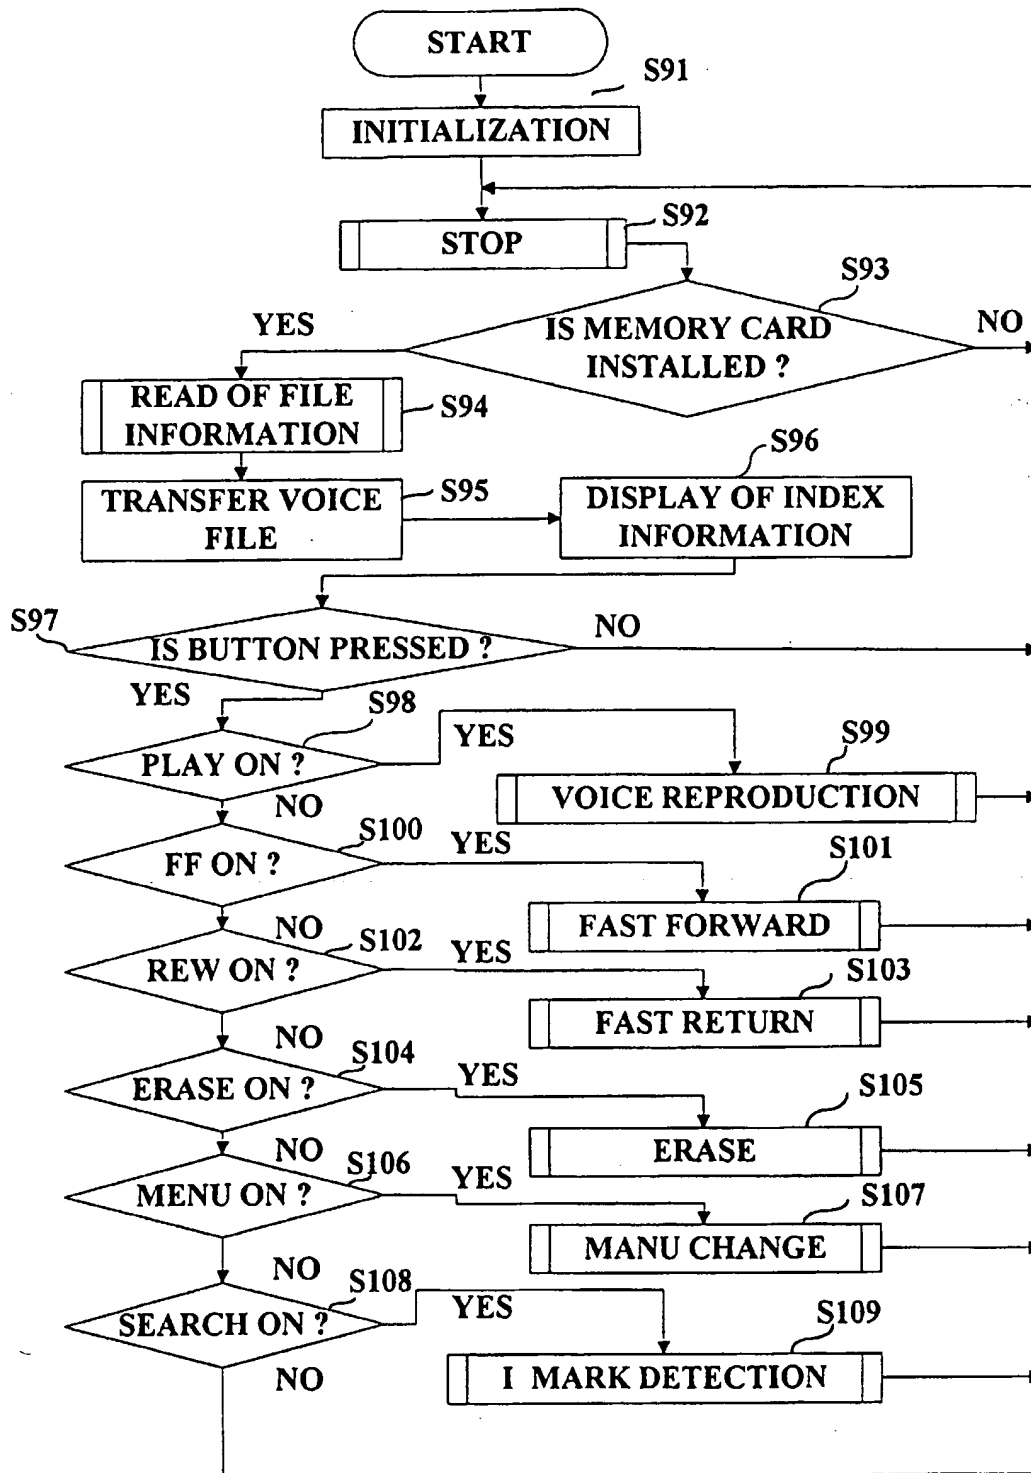 START
S91
INITIALIZATION
S92
STOP
S93
YES
IS MEMORY CARD
INSTALLED ?
NO
READ OF FILE
INFORMATION
S94
S96
TRANSFER VOICE
FILE
S95
DISPLAY OF INDEX
INFORMATION
S97
IS BUTTON PRESSED ?
NO
YES
S98
PLAY ON ?
YES
S99
VOICE REPRODUCTION
NO
S100
FF ON ?
YES
S101
FAST FORWARD
NO
S102
REW ON ?
YES
S103
FAST RETURN
NO
S104
ERASE ON ?
YES
S105
ERASE
NO
S106
MENU ON ?
YES
S107
MANU CHANGE
NO
S108
SEARCH ON ?
YES
S109
I MARK DETECTION
NO